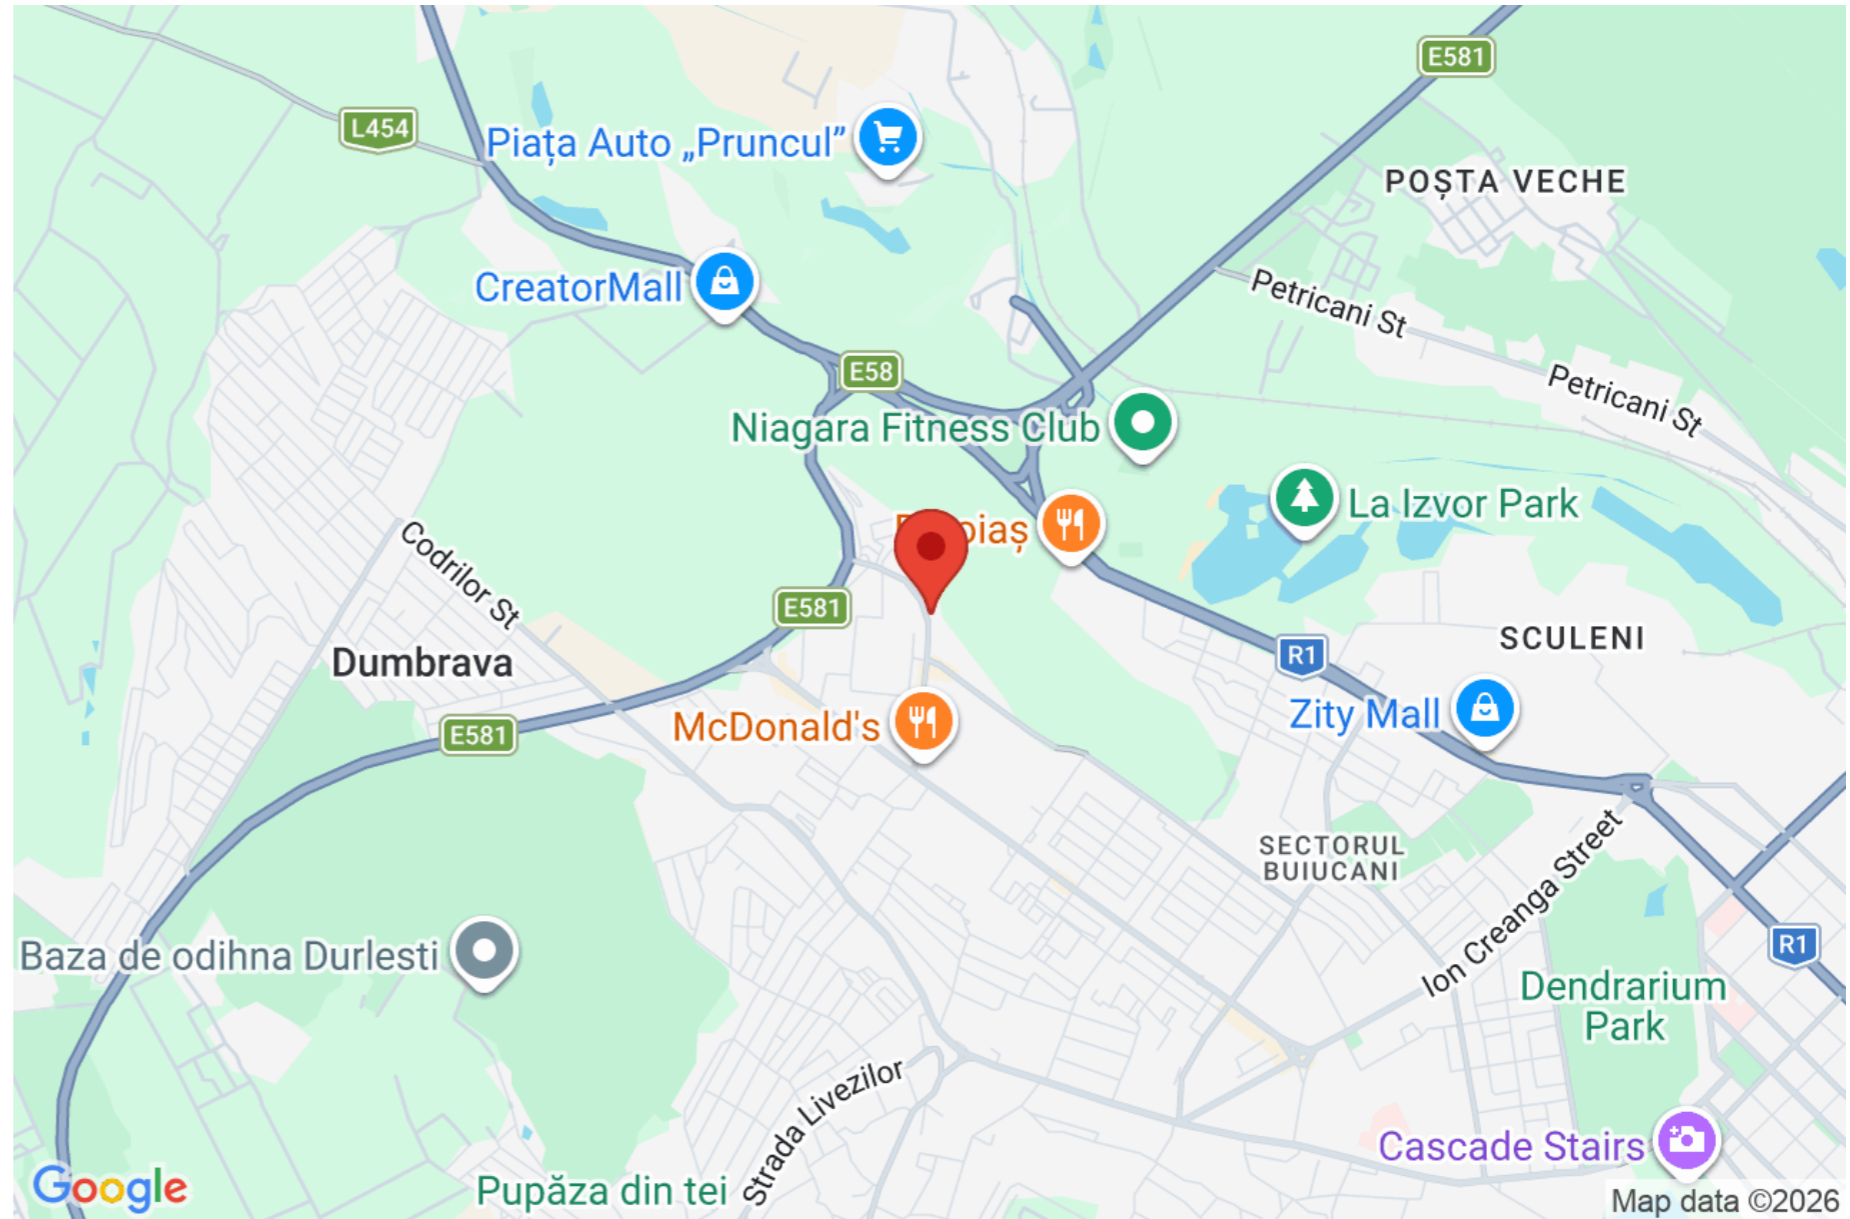 E581
L454
Piața Auto „Pruncul”
POȘTA VECHE
CreatorMall
Petricani St
E58
Petricani St
Niagara Fitness Club
La Izvor Park
Codrilor St
E581
SCULENI
Dumbrava
R1
E581
McDonald's
Zity Mall
SECTORUL
BUIUCANI
Ion Creanga Street
Baza de odihna Durlesti
R1
Dendrarium
Park
Strada Livezilor
Cascade Stairs
Google
Pupăza din tei
Map data ©2026